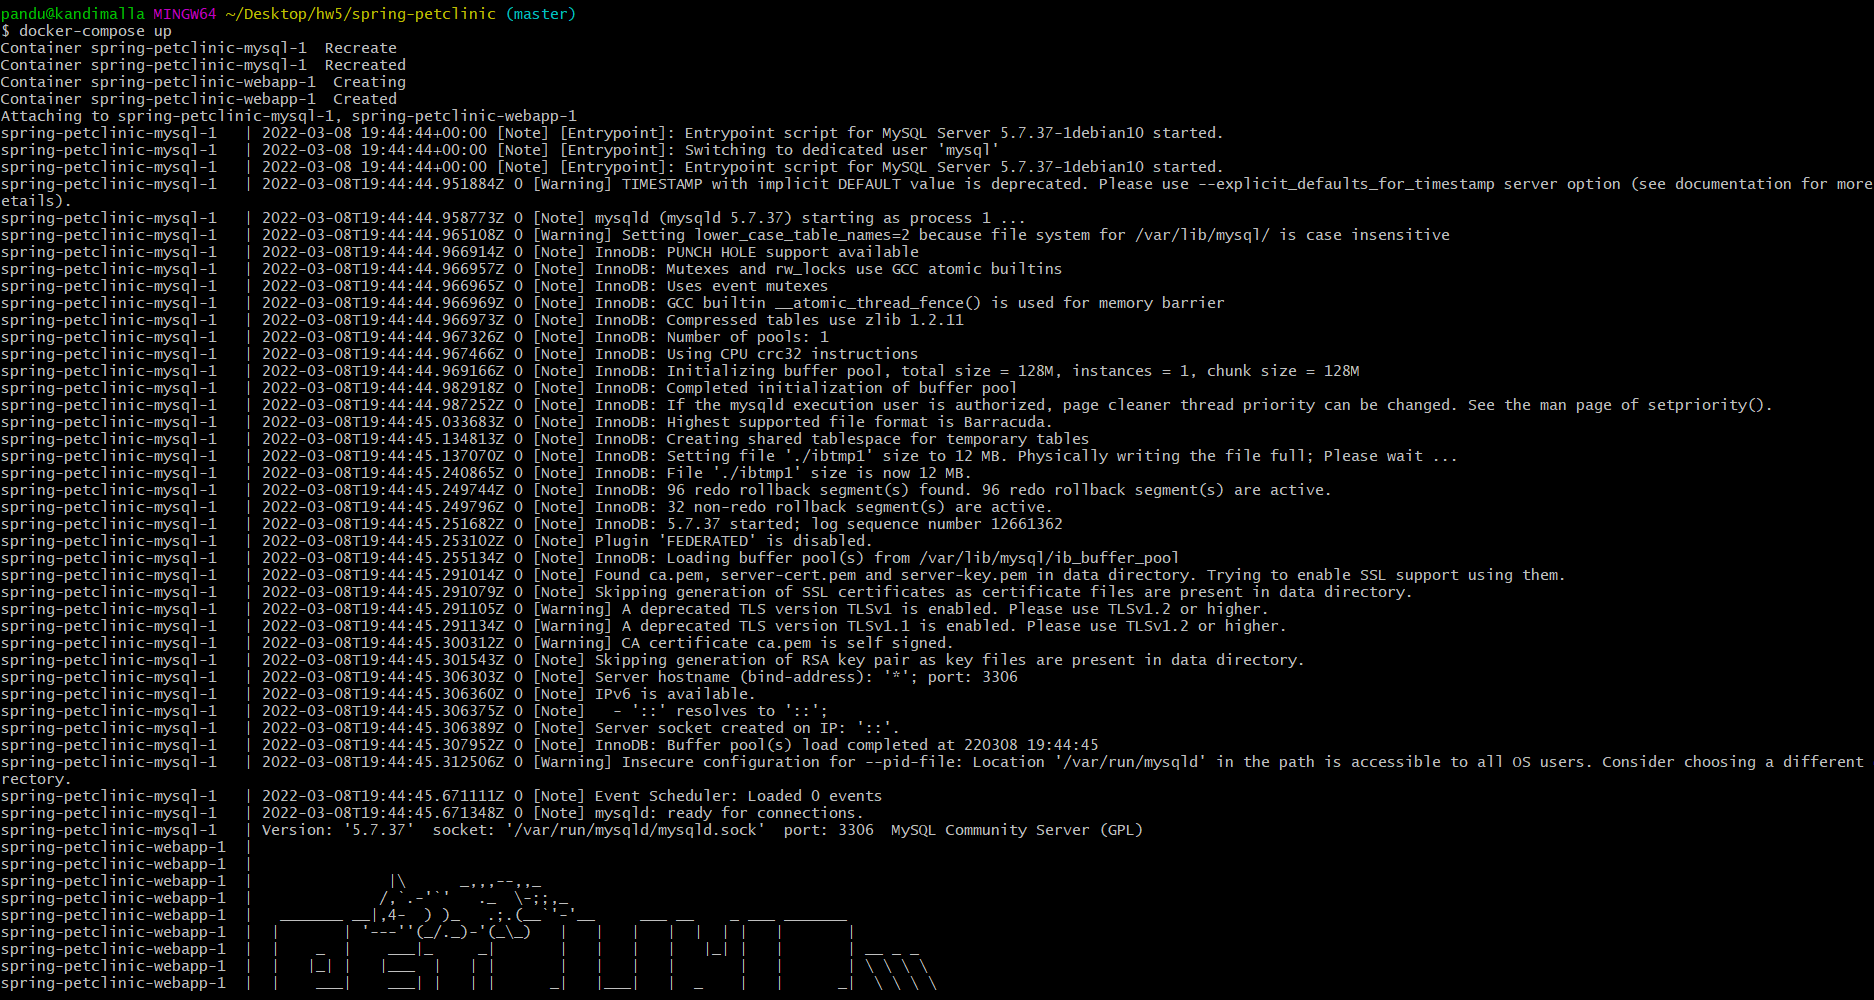 pandu@kandimalla MINGW64 ~/Desktop/hw5/spring-petclinic (master)
$ docker-compose up
Container spring-petclinic-mysql-1  Recreate
Container spring-petclinic-mysql-1  Recreated
Container spring-petclinic-webapp-1  Creating
Container spring-petclinic-webapp-1  Created
Attaching to spring-petclinic-mysql-1, spring-petclinic-webapp-1
spring-petclinic-mysql-1   | 2022-03-08 19:44:44+00:00 [Note] [Entrypoint]: Entrypoint script for MySQL Server 5.7.37-1debian10 started.
spring-petclinic-mysql-1   | 2022-03-08 19:44:44+00:00 [Note] [Entrypoint]: Switching to dedicated user 'mysql'
spring-petclinic-mysql-1   | 2022-03-08 19:44:44+00:00 [Note] [Entrypoint]: Entrypoint script for MySQL Server 5.7.37-1debian10 started.
spring-petclinic-mysql-1   | 2022-03-08T19:44:44.951884Z 0 [Warning] TIMESTAMP with implicit DEFAULT value is deprecated. Please use --explicit_defaults_for_timestamp server option (see documentation for more
etails).
spring-petclinic-mysql-1   | 2022-03-08T19:44:44.958773Z 0 [Note] mysqld (mysqld 5.7.37) starting as process 1 ...
spring-petclinic-mysql-1   | 2022-03-08T19:44:44.965108Z 0 [Warning] Setting lower_case_table_names=2 because file system for /var/lib/mysql/ is case insensitive
spring-petclinic-mysql-1   | 2022-03-08T19:44:44.966914Z 0 [Note] InnoDB: PUNCH HOLE support available
spring-petclinic-mysql-1   | 2022-03-08T19:44:44.966957Z 0 [Note] InnoDB: Mutexes and rw_locks use GCC atomic builtins
spring-petclinic-mysql-1   | 2022-03-08T19:44:44.966965Z 0 [Note] InnoDB: Uses event mutexes
spring-petclinic-mysql-1   | 2022-03-08T19:44:44.966969Z 0 [Note] InnoDB: GCC builtin __atomic_thread_fence() is used for memory barrier
spring-petclinic-mysql-1   | 2022-03-08T19:44:44.966973Z 0 [Note] InnoDB: Compressed tables use zlib 1.2.11
spring-petclinic-mysql-1   | 2022-03-08T19:44:44.967326Z 0 [Note] InnoDB: Number of pools: 1
spring-petclinic-mysql-1   | 2022-03-08T19:44:44.967466Z 0 [Note] InnoDB: Using CPU crc32 instructions
spring-petclinic-mysql-1   | 2022-03-08T19:44:44.969166Z 0 [Note] InnoDB: Initializing buffer pool, total size = 128M, instances = 1, chunk size = 128M
spring-petclinic-mysql-1   | 2022-03-08T19:44:44.982918Z 0 [Note] InnoDB: Completed initialization of buffer pool
spring-petclinic-mysql-1   | 2022-03-08T19:44:44.987252Z 0 [Note] InnoDB: If the mysqld execution user is authorized, page cleaner thread priority can be changed. See the man page of setpriority().
spring-petclinic-mysql-1   | 2022-03-08T19:44:45.033683Z 0 [Note] InnoDB: Highest supported file format is Barracuda.
spring-petclinic-mysql-1   | 2022-03-08T19:44:45.134813Z 0 [Note] InnoDB: Creating shared tablespace for temporary tables
spring-petclinic-mysql-1   | 2022-03-08T19:44:45.137070Z 0 [Note] InnoDB: Setting file './ibtmp1' size to 12 MB. Physically writing the file full; Please wait ...
spring-petclinic-mysql-1   | 2022-03-08T19:44:45.240865Z 0 [Note] InnoDB: File './ibtmp1' size is now 12 MB.
spring-petclinic-mysql-1   | 2022-03-08T19:44:45.249744Z 0 [Note] InnoDB: 96 redo rollback segment(s) found. 96 redo rollback segment(s) are active.
spring-petclinic-mysql-1   | 2022-03-08T19:44:45.249796Z 0 [Note] InnoDB: 32 non-redo rollback segment(s) are active.
spring-petclinic-mysql-1   | 2022-03-08T19:44:45.251682Z 0 [Note] InnoDB: 5.7.37 started; log sequence number 12661362
spring-petclinic-mysql-1   | 2022-03-08T19:44:45.253102Z 0 [Note] Plugin 'FEDERATED' is disabled.
spring-petclinic-mysql-1   | 2022-03-08T19:44:45.255134Z 0 [Note] InnoDB: Loading buffer pool(s) from /var/lib/mysql/ib_buffer_pool
spring-petclinic-mysql-1   | 2022-03-08T19:44:45.291014Z 0 [Note] Found ca.pem, server-cert.pem and server-key.pem in data directory. Trying to enable SSL support using them.
spring-petclinic-mysql-1   | 2022-03-08T19:44:45.291079Z 0 [Note] Skipping generation of SSL certificates as certificate files are present in data directory.
spring-petclinic-mysql-1   | 2022-03-08T19:44:45.291105Z 0 [Warning] A deprecated TLS version TLSv1 is enabled. Please use TLSv1.2 or higher.
spring-petclinic-mysql-1   | 2022-03-08T19:44:45.291134Z 0 [Warning] A deprecated TLS version TLSv1.1 is enabled. Please use TLSv1.2 or higher.
spring-petclinic-mysql-1   | 2022-03-08T19:44:45.300312Z 0 [Warning] CA certificate ca.pem is self signed.
spring-petclinic-mysql-1   | 2022-03-08T19:44:45.301543Z 0 [Note] Skipping generation of RSA key pair as key files are present in data directory.
spring-petclinic-mysql-1   | 2022-03-08T19:44:45.306303Z 0 [Note] Server hostname (bind-address): '*'; port: 3306
spring-petclinic-mysql-1   | 2022-03-08T19:44:45.306360Z 0 [Note] IPv6 is available.
spring-petclinic-mysql-1   | 2022-03-08T19:44:45.306375Z 0 [Note]   - '::' resolves to '::';
spring-petclinic-mysql-1   | 2022-03-08T19:44:45.306389Z 0 [Note] Server socket created on IP: '::'.
spring-petclinic-mysql-1   | 2022-03-08T19:44:45.307952Z 0 [Note] InnoDB: Buffer pool(s) load completed at 220308 19:44:45
spring-petclinic-mysql-1   | 2022-03-08T19:44:45.312506Z 0 [Warning] Insecure configuration for --pid-file: Location '/var/run/mysqld' in the path is accessible to all OS users. Consider choosing a different
rectory.
spring-petclinic-mysql-1   | 2022-03-08T19:44:45.671111Z 0 [Note] Event Scheduler: Loaded 0 events
spring-petclinic-mysql-1   | 2022-03-08T19:44:45.671348Z 0 [Note] mysqld: ready for connections.
spring-petclinic-mysql-1   | Version: '5.7.37'  socket: '/var/run/mysqld/mysqld.sock'  port: 3306  MySQL Community Server (GPL)
spring-petclinic-webapp-1  |
spring-petclinic-webapp-1  |
spring-petclinic-webapp-1  |               |\      _,,,--,,_
spring-petclinic-webapp-1  |              /,`.-'`'   ._  \-;;,_
spring-petclinic-webapp-1  |   _______ __|,4-  ) )_   .;.(__`'-'__     ___ __    _ ___ _______
spring-petclinic-webapp-1  |  |       | '---''(_/._)-'(_\_)   |   |   |   |  |  | |   |       |
spring-petclinic-webapp-1  |  |    _  |    ___|_     _|       |   |   |   |   |_| |   |       | __ _ _
spring-petclinic-webapp-1  |  |   |_| |   |___  |   | |       |   |   |   |       |   |       | \ \ \ \
spring-petclinic-webapp-1  |  |    ___|    ___| |   | |      _|   |___|   |  _    |   |      _|  \ \ \ \